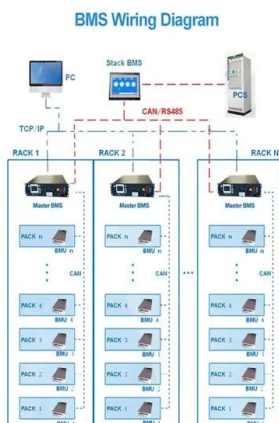 BMS Wiring Diagram
PC
Stack BMS
PCS
CAN/RS485
TCP/IP
RACK 1
RACK 2
RACK N
Master BMS
Master BMS
Master BMS
PACK n
PACK n
PACK n
BMU n
BMU n
BMU n
CAN
CAN
CAN
PACK 4
PACK 4
PACK 4
BMU 4
BMU 4
BMU 4
PACK 3
PACK 3
PACK 3
BMU 3
BMU 3
BMU 3
PACK 2
PACK 2
PACK 2
BMU 2
BMU 2
BMU 2
PACK 1
PACK 1
PACK 1